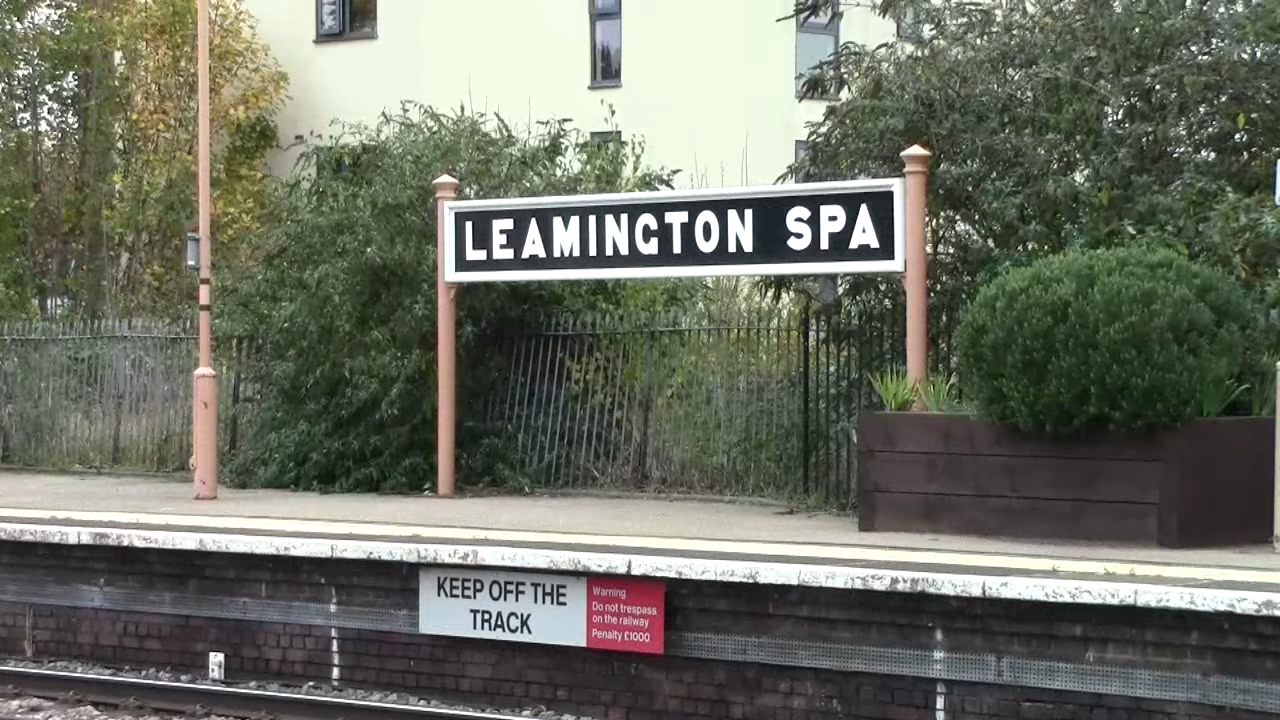 LEAMINGTON SPA
KEEP OFF THE
TRACK
Warning
Do not trespass
on the railway
Penalty £1000